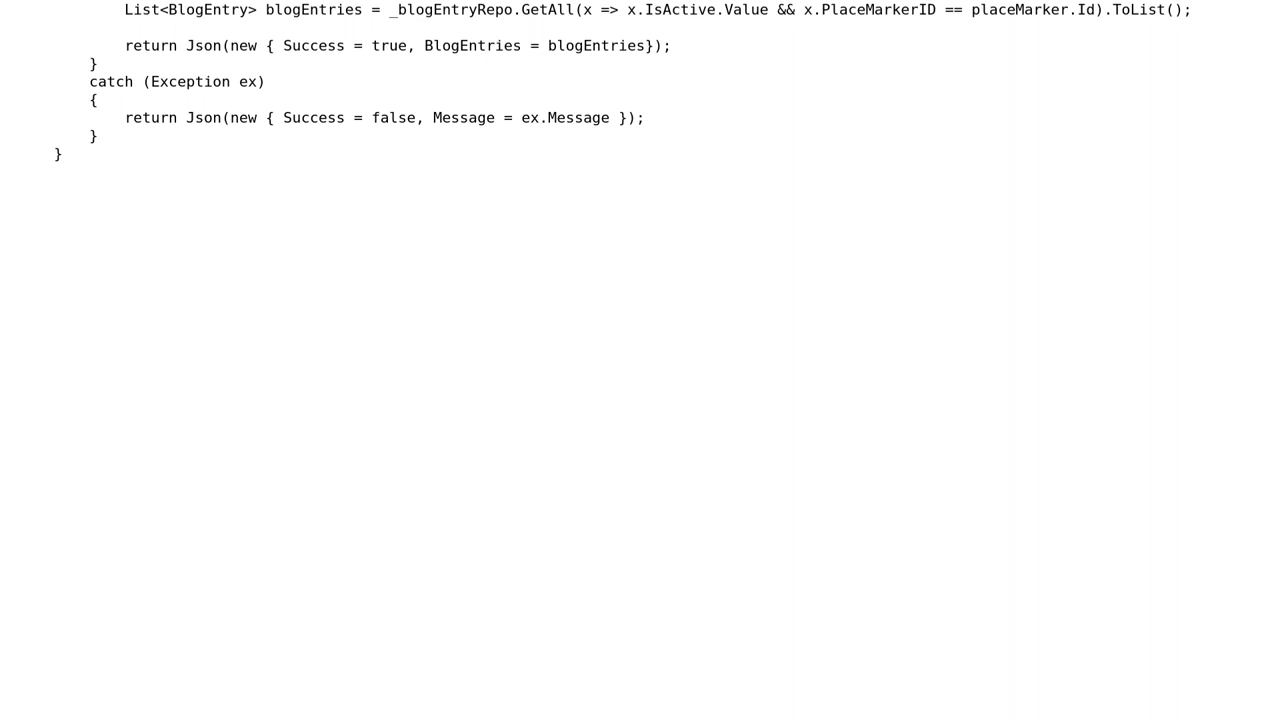 List<BlogEntry> blogEntries = _blogEntryRepo.GetAll(x => x.IsActive.Value && x.PlaceMarkerID == placeMarker.Id).ToList();
return Json(new { Success = true, BlogEntries = blogEntries});
}
catch (Exception ex)
{
return Json(new { Success = false, Message = ex.Message });
}
}